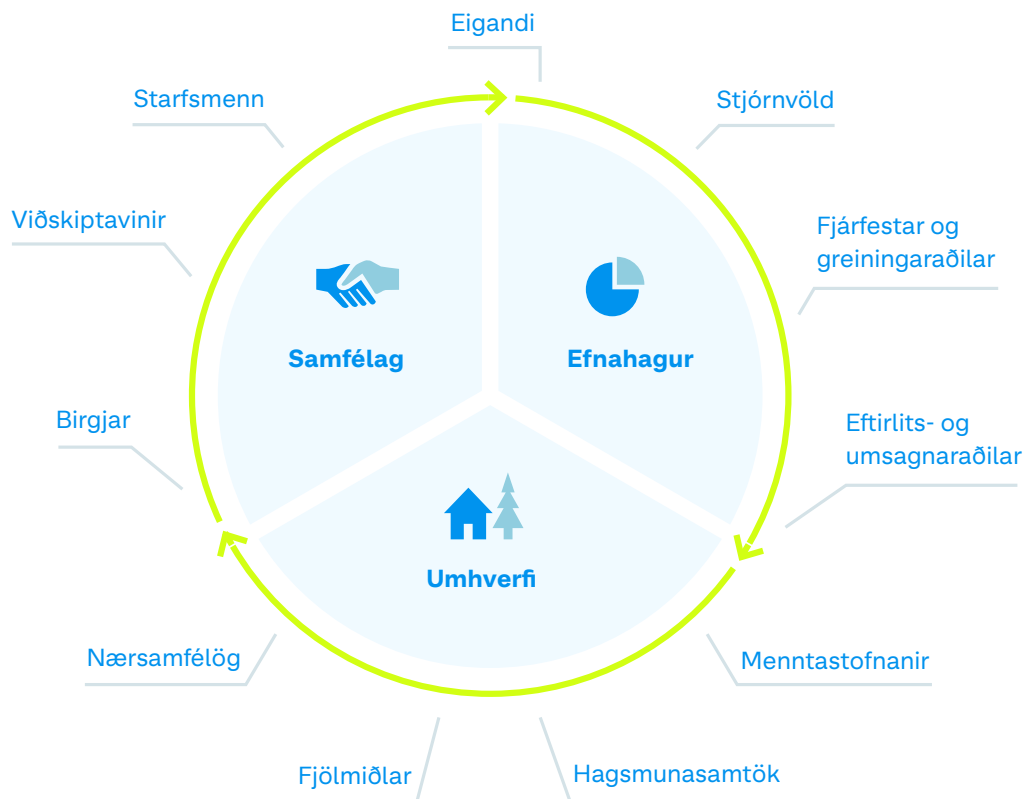 Eigandi
Starfsmenn
Stjórnvöld
Viðskiptavinir
Fjárfestar og
greiningaraðilar
Samfélag
Efnahagur
Birgjar
Eftirlits- og
umsagnaraðilar
Umhverfi
Nærsamfélög
Menntastofnanir
Fjölmiðlar
Hagsmunasamtök